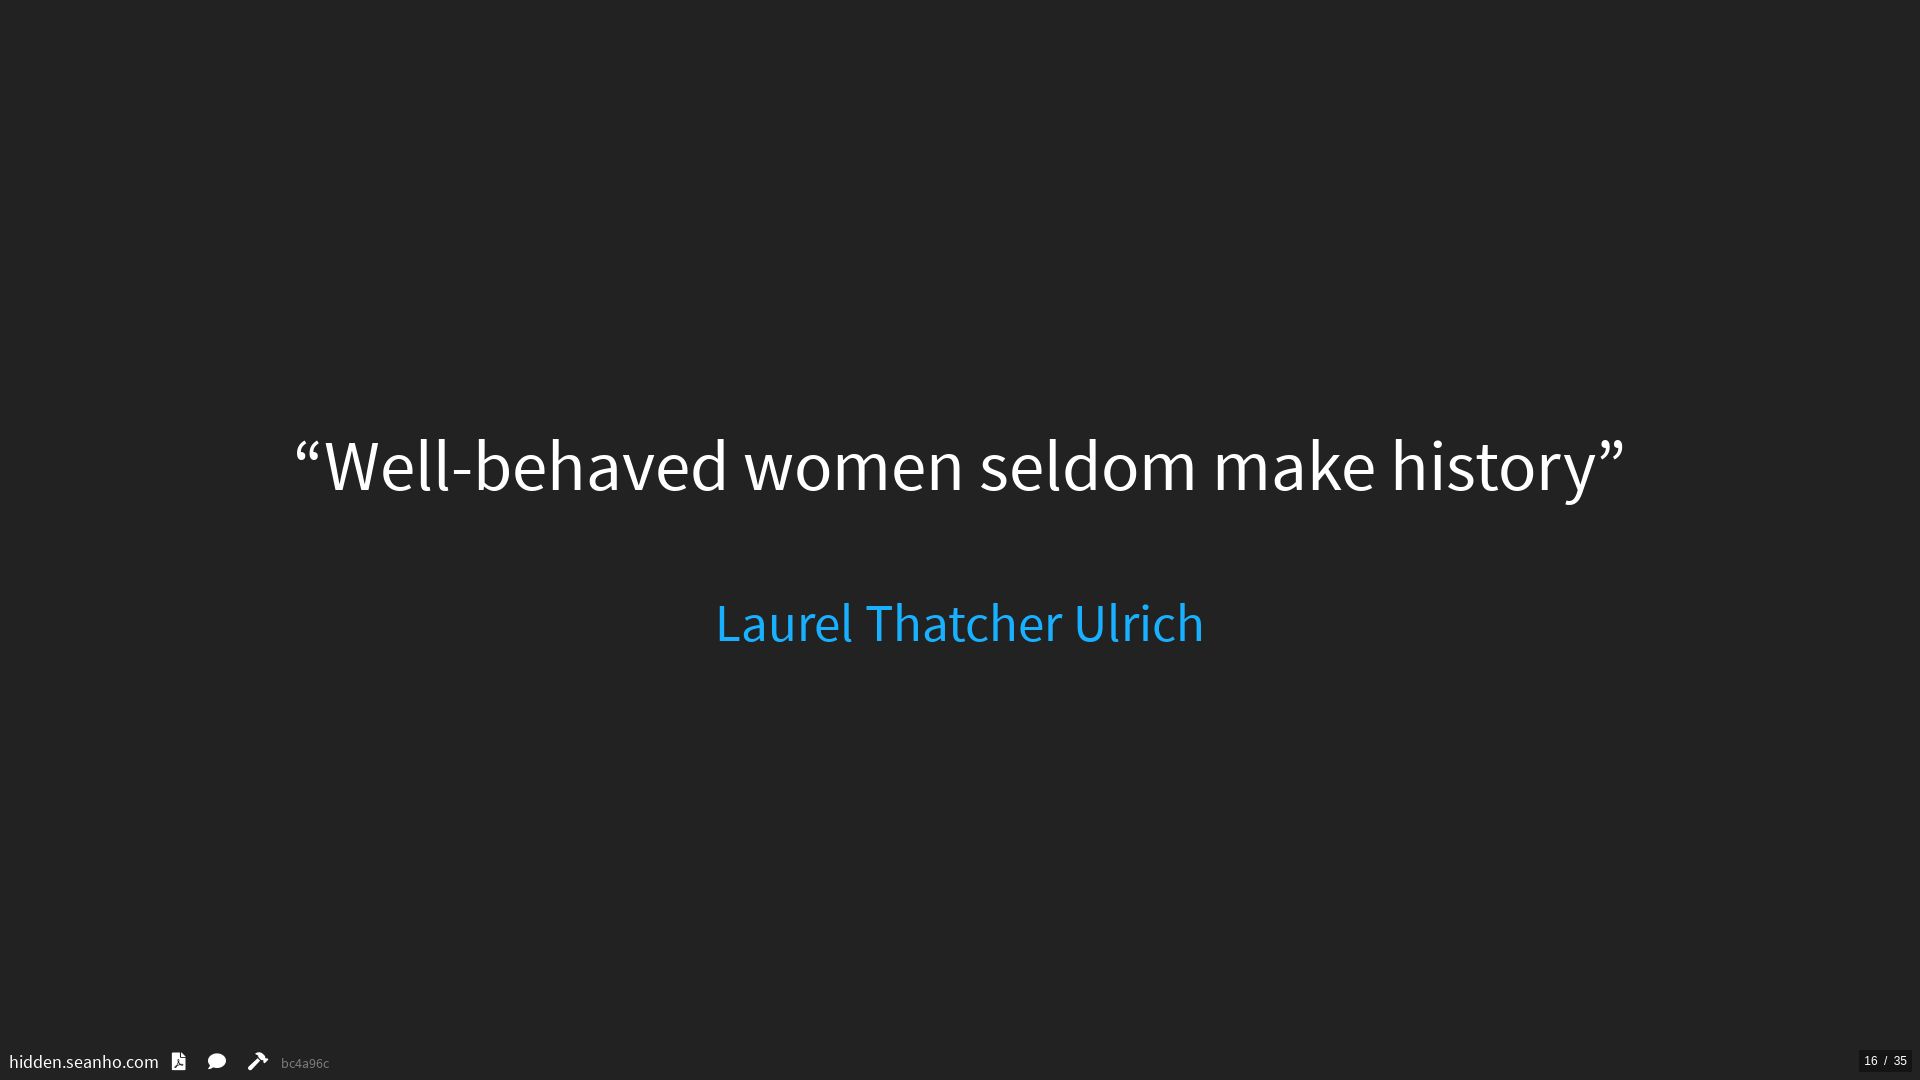 “Well-behaved women seldom make history”
Laurel Thatcher Ulrich
hidden.seanho.com bc4a96c
16 / 35